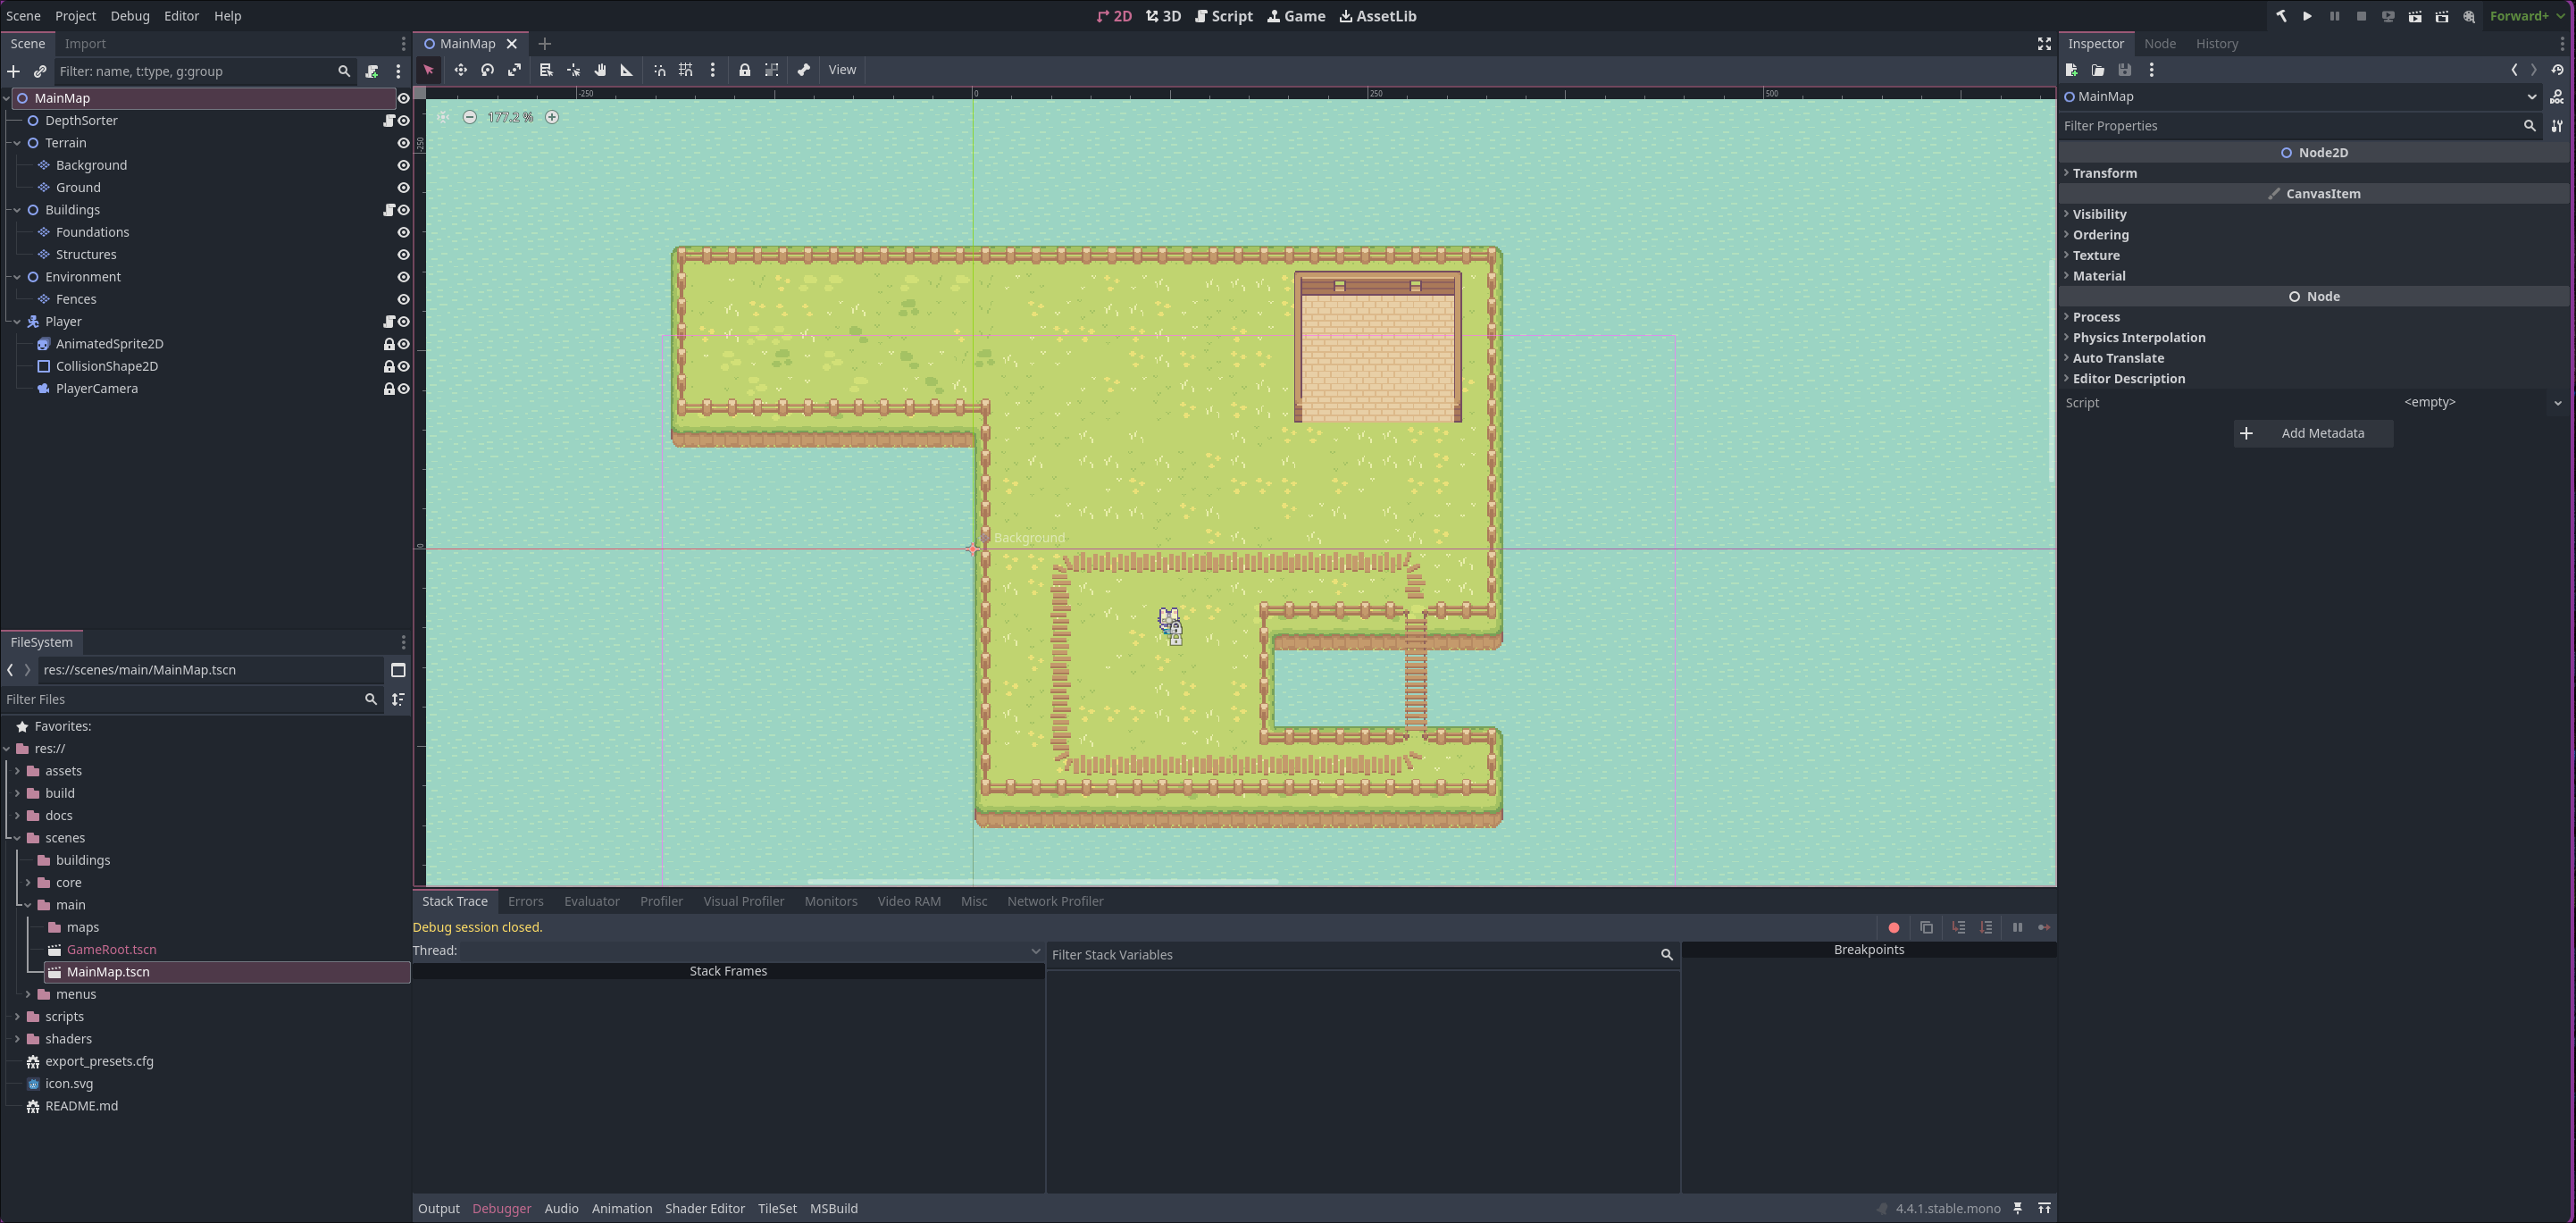 Scene Project Debug Editor Help
2D 3D Script Game AssetLib
Forward+
Scene Import
Filter: name, t:type, g:group
MainMap
DepthSorter
Terrain
Background
Ground
Buildings
Foundations
Structures
Environment
Fences
Player
AnimatedSprite2D
CollisionShape2D
PlayerCamera
FileSystem
res://scenes/main/MainMap.tscn
Filter Files
Favorites:
res://
assets
build
docs
scenes
buildings
core
main
maps
GameRoot.tscn
MainMap.tscn
menus
scripts
shaders
export_presets.cfg
icon.svg
README.md
MainMap
View
-250 0 250 500
-250
0
177.2 %
Background
Stack Trace Errors Evaluator Profiler Visual Profiler Monitors Video RAM Misc Network Profiler
Debug session closed.
Thread:
Stack Frames
Filter Stack Variables
Breakpoints
Output Debugger Audio Animation Shader Editor TileSet MSBuild
4.4.1.stable.mono
Inspector Node History
MainMap
DOC
Filter Properties
Node2D
Transform
CanvasItem
Visibility
Ordering
Texture
Material
Node
Process
Physics Interpolation
Auto Translate
Editor Description
Script <empty>
Add Metadata